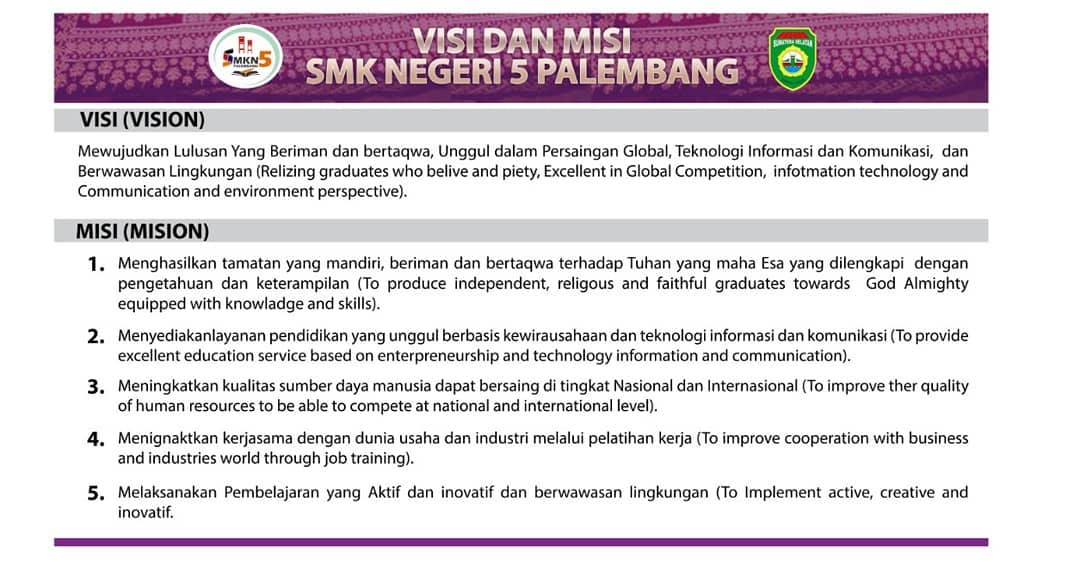 VISI DAN MISI
SMK NEGERI 5 PALEMBANG
SMKN5
PALEMBANG
SUMATERA SELATAN
VISI (VISION)
Mewujudkan Lulusan Yang Beriman dan bertaqwa, Unggul dalam Persaingan Global, Teknologi Informasi dan Komunikasi, dan
Berwawasan Lingkungan (Relizing graduates who belive and piety, Excellent in Global Competition, infotmation technology and
Communication and environment perspective).
MISI (MISION)
1. Menghasilkan tamatan yang mandiri, beriman dan bertaqwa terhadap Tuhan yang maha Esa yang dilengkapi dengan
pengetahuan dan keterampilan (To produce independent, religous and faithful graduates towards God Almighty
equipped with knowladge and skills).
2. Menyediakanlayanan pendidikan yang unggul berbasis kewirausahaan dan teknologi informasi dan komunikasi (To provide
excellent education service based on enterpreneurship and technology information and communication).
3. Meningkatkan kualitas sumber daya manusia dapat bersaing di tingkat Nasional dan Internasional (To improve ther quality
of human resources to be able to compete at national and international level).
4. Menignaktkan kerjasama dengan dunia usaha dan industri melalui pelatihan kerja (To improve cooperation with business
and industries world through job training).
5. Melaksanakan Pembelajaran yang Aktif dan inovatif dan berwawasan lingkungan (To Implement active, creative and
inovatif.